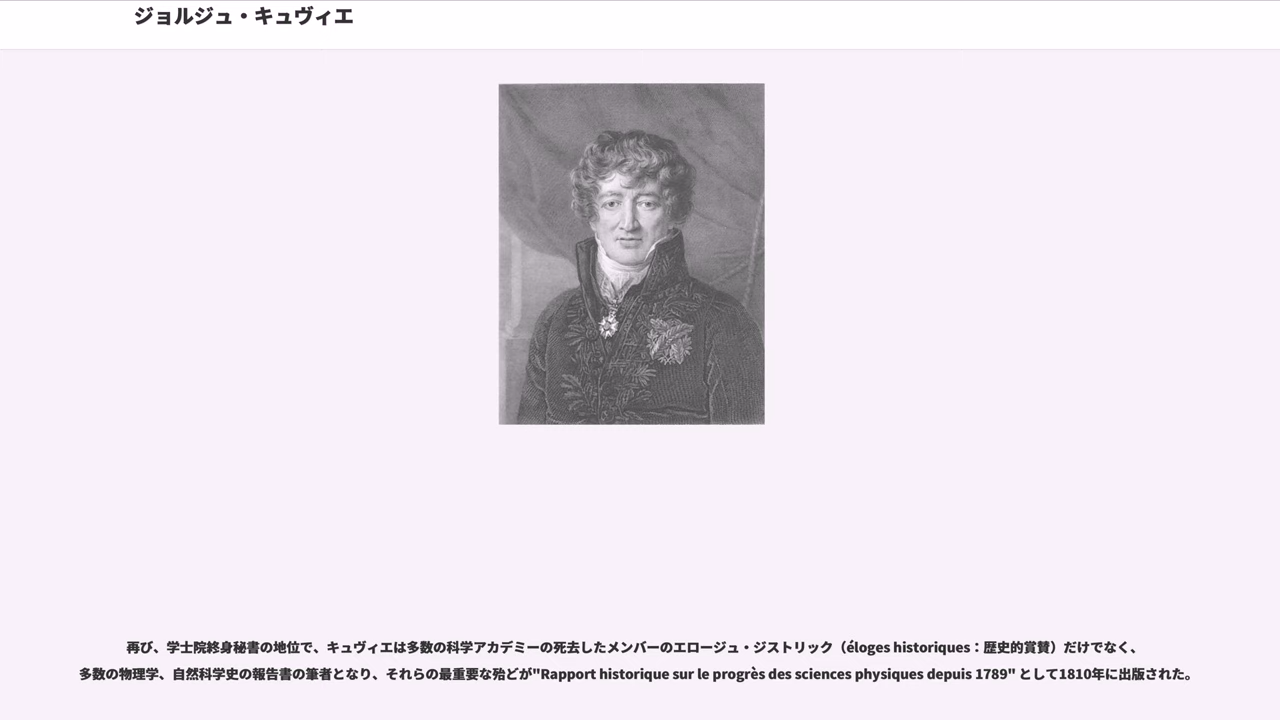 ジョルジュ・キュヴィエ
再び、学士院終身秘書の地位で、キュヴィエは多数の科学アカデミーの死去したメンバーのエロージュ・ジストリック（éloges historiques：歴史的賞賛）だけでなく、
多数の物理学、自然科学史の報告書の筆者となり、それらの最重要な殆どが"Rapport historique sur le progrès des sciences physiques depuis 1789" として1810年に出版された。